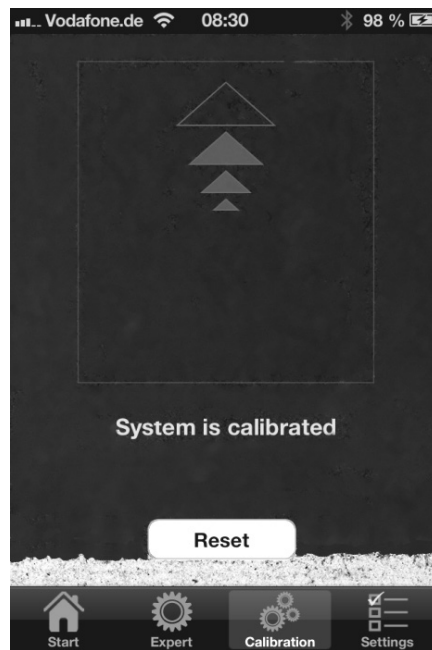 Vodafone.de 08:30 98 %
System is calibrated
Reset
Start Expert Calibration Settings